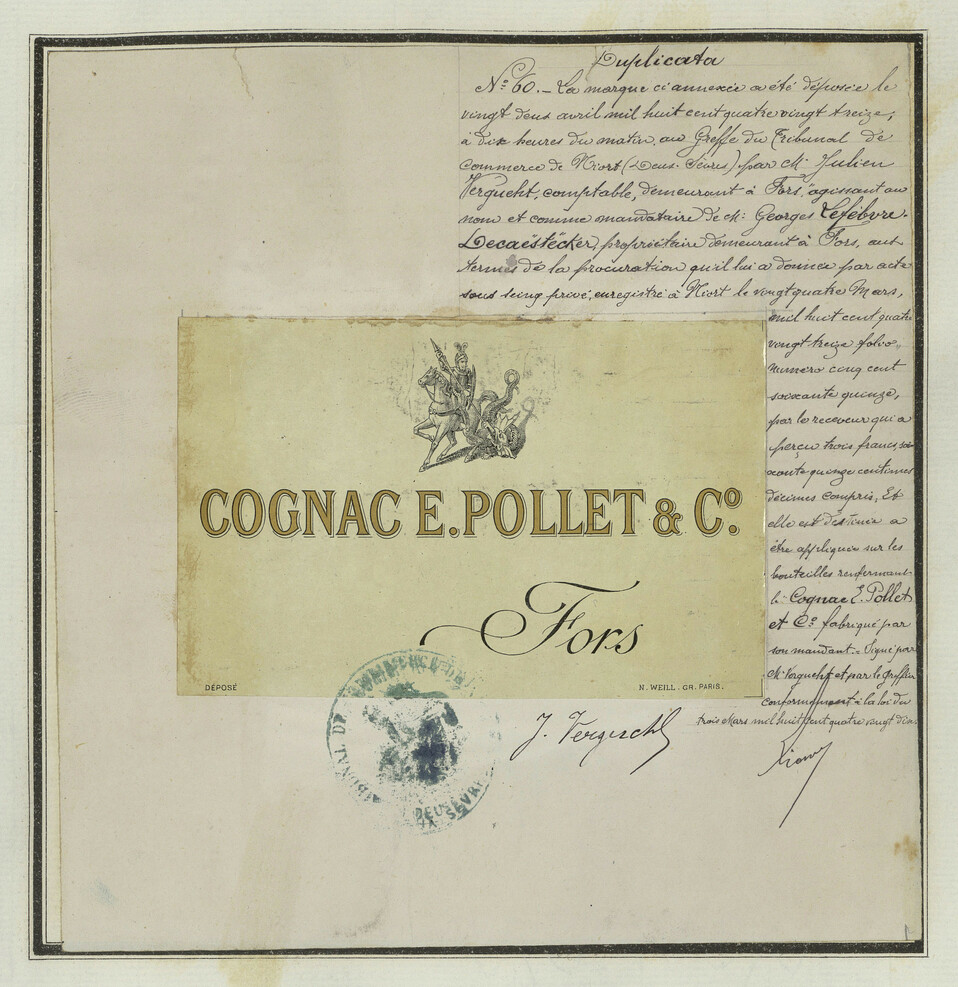 Duplicata
N° 60. — La marque ci annexée a été déposée le
vingt deux avril mil huit cent quatre vingt treize,
à dix heures du matin, au Greffe du Tribunal de
Commerce de Niort (Deux-Sèvres) par M.
Julien
comptable, demeurant à Fors, agissant au
nom et comme mandataire de M. Georges Lefèbvre-
Decaëstëcker, propriétaire demeurant à Fors, aux
termes de la procuration qu'il lui a donnée par acte
sous seing privé, enregistré à Niort le vingt quatre Mars,
mil huit cent quatre
vingt treize folio
numéro cinq cent
soixante quinze,
par le receveur qui a
perçu trois francs, soi-
xante quinze centimes
décimes compris, Et
elle est destinée a
être appliquée sur les
bouteilles renfermant
le Cognac E. Pollet
et C° fabriqué par
son mandant = Signé par
et par le greffier
conformément à la loi du
trois Mars mil huit cent quatre vingt dix.
COGNAC E. POLLET & C°.
Fors
DÉPOSÉ
N. WEILL. GR. PARIS.
TRIBUNAL DE COMMERCE
DEUX SÈVRES